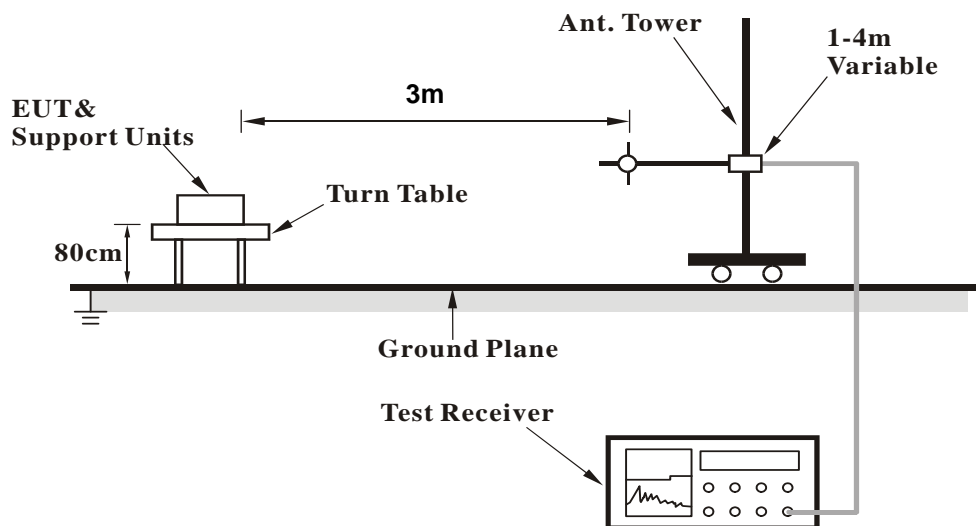 Ant. Tower
1-4m
Variable
3m
EUT&
Support Units
Turn Table
80cm
Ground Plane
Test Receiver